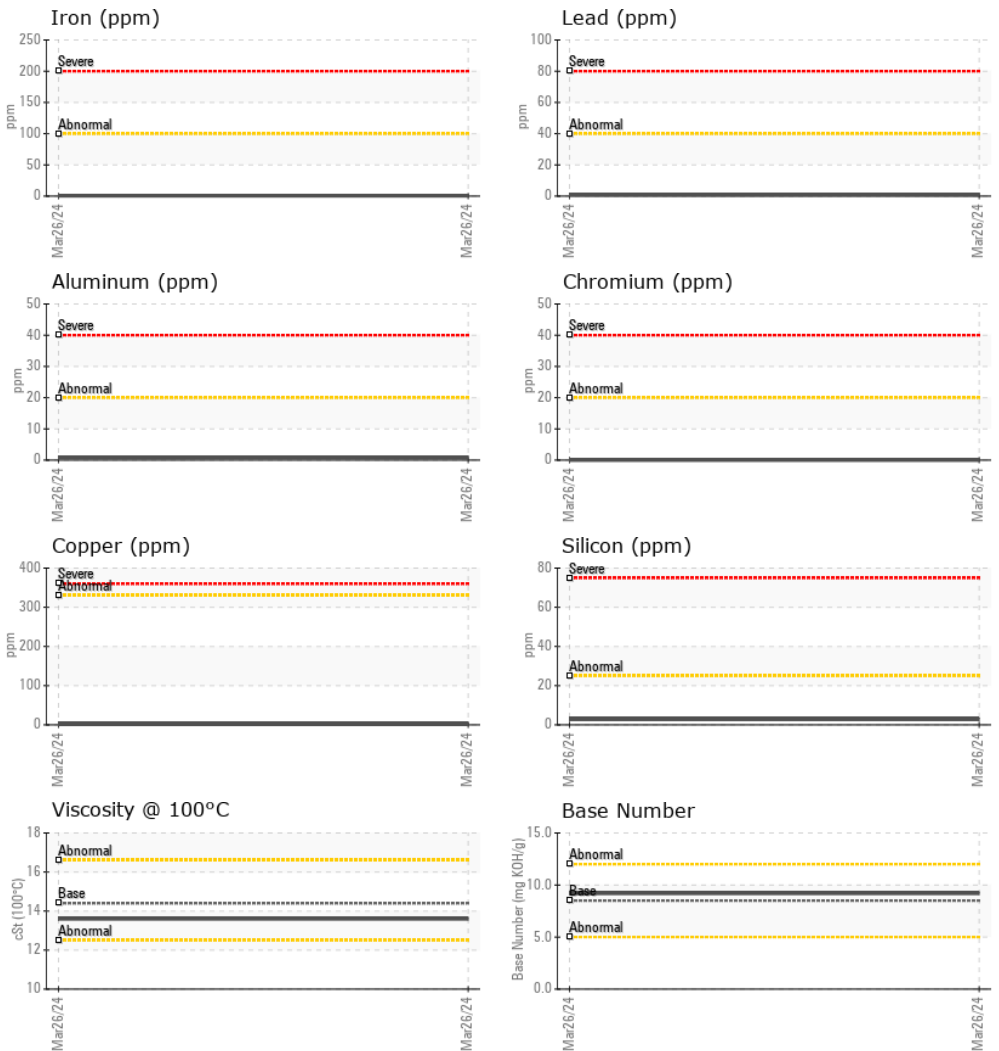 Iron (ppm)
250
200
150
100
50
0
ppm
Severe
Abnormal
Mar26/24
Mar26/24
Lead (ppm)
100
80
60
40
20
0
ppm
Severe
Abnormal
Mar26/24
Mar26/24
Aluminum (ppm)
50
40
30
20
10
0
ppm
Severe
Abnormal
Mar26/24
Mar26/24
Chromium (ppm)
50
40
30
20
10
0
ppm
Severe
Abnormal
Mar26/24
Mar26/24
Copper (ppm)
400
300
200
100
0
ppm
Severe
Abnormal
Mar26/24
Mar26/24
Silicon (ppm)
80
60
40
20
0
ppm
Severe
Abnormal
Mar26/24
Mar26/24
Viscosity @ 100°C
18
16
14
12
10
cSt (100°C)
Abnormal
Base
Abnormal
Mar26/24
Mar26/24
Base Number
15.0
10.0
5.0
0.0
Base Number (mg KOH/g)
Abnormal
Base
Abnormal
Mar26/24
Mar26/24